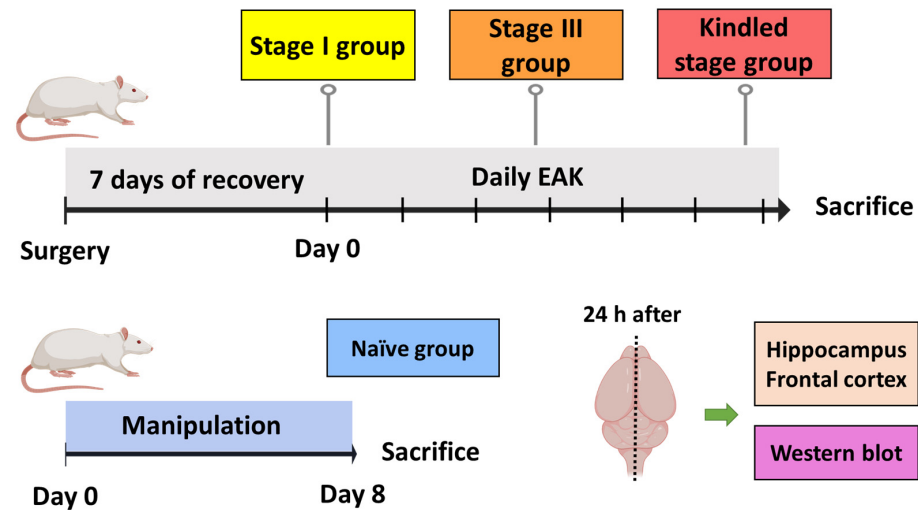 Stage I group
Stage III
group
Kindled
stage group
7 days of recovery
Daily EAK
Sacrifice
Surgery
Day 0
Naïve group
24 h after
Hippocampus
Frontal cortex
Manipulation
Sacrifice
Western blot
Day 0
Day 8